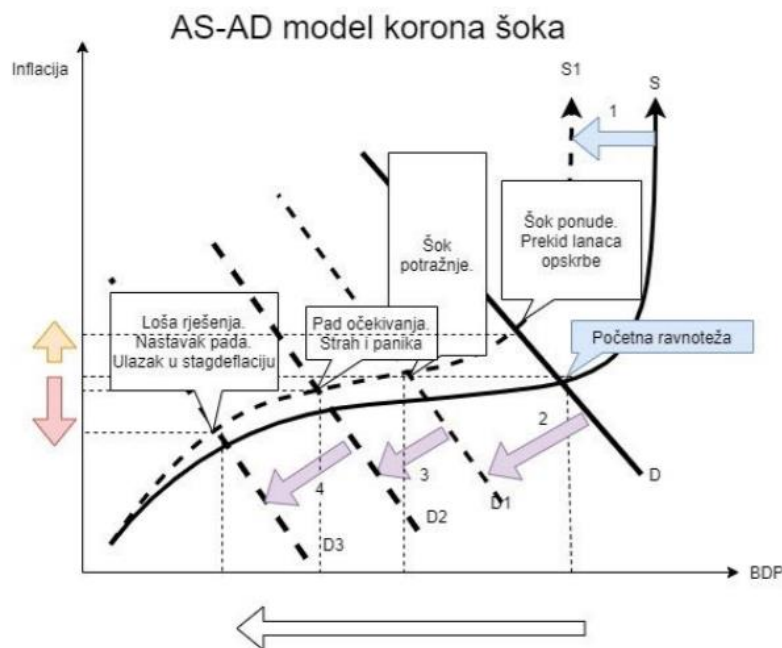 AS-AD model korona šoka
Inflacija
S1
S
1
Šok
potražnje.
Šok ponude.
Prekid lanaca
opskrbe
Loša rješenja.
Nastavak pada.
Ulazak u stagdeflaciju
Pad očekivanja.
Strah i panika
Početna ravnoteža
2
3
4
D
D1
D2
D3
BDP